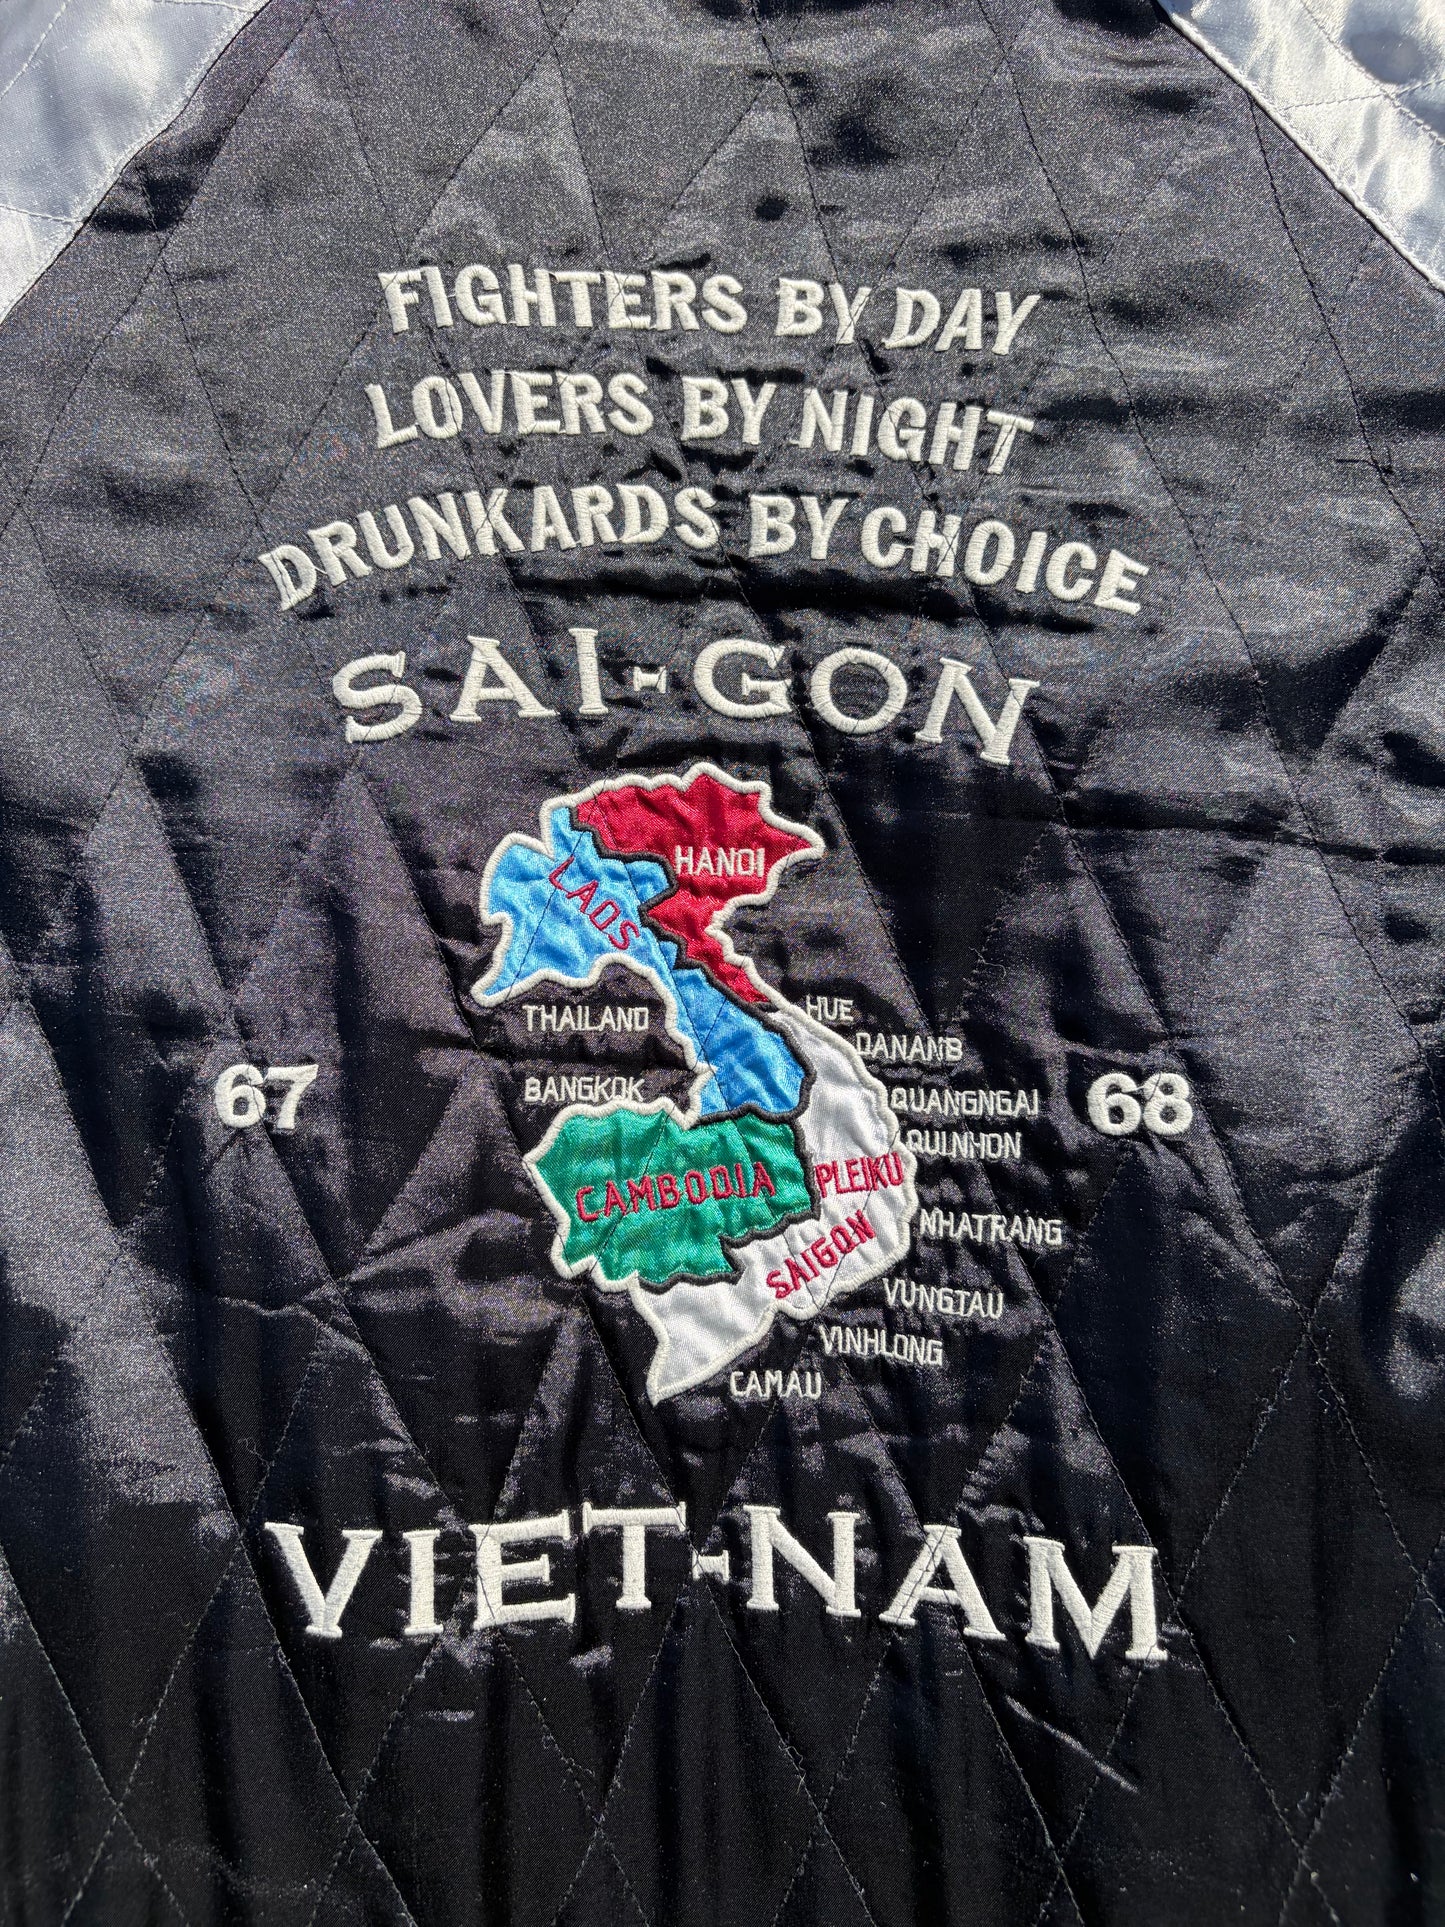 FIGHTERS BY DAY
LOVERS BY NIGHT
DRUNKARDS BY CHOICE
SAI-GON
HANOI
LAOS
THAILAND
HUE
DANANB
67
BANGKOK
QUANGNGAI
68
QUINHON
CAMBODIA
PLEIKU
NHATRANG
SAIGON
VUNGTAU
VINHLONG
CAMAU
VIET-NAM